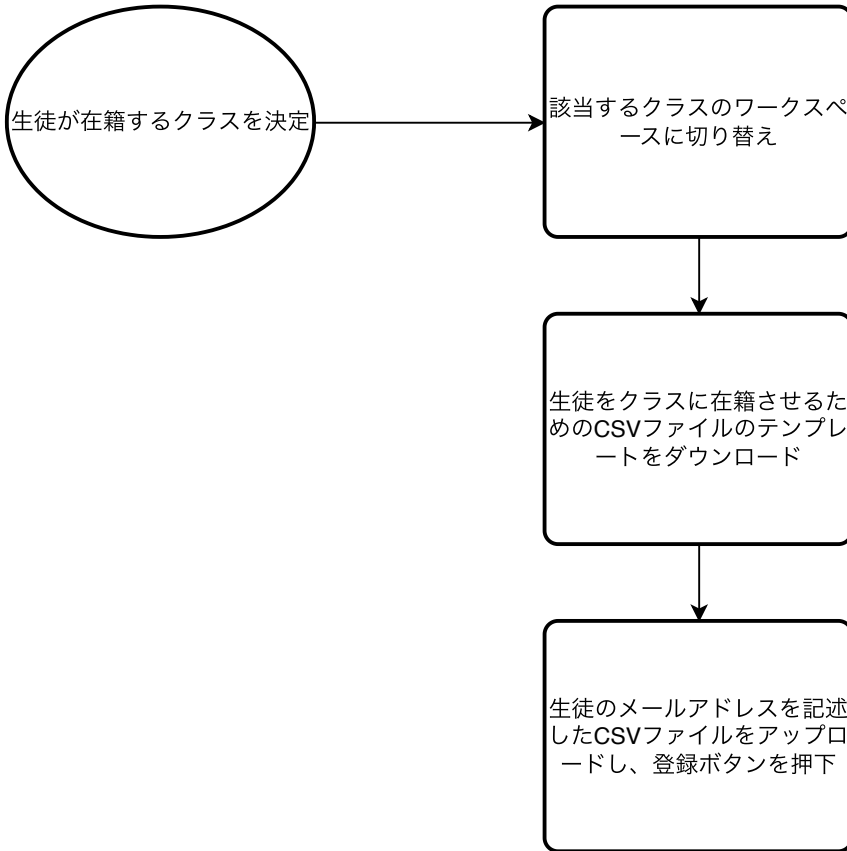 生徒が在籍するクラスを決定
該当するクラスのワークスペ
ースに切り替え
生徒をクラスに在籍させるた
めのCSVファイルのテンプレ
ートをダウンロード
生徒のメールアドレスを記述
したCSVファイルをアップロ
ードし、登録ボタンを押下